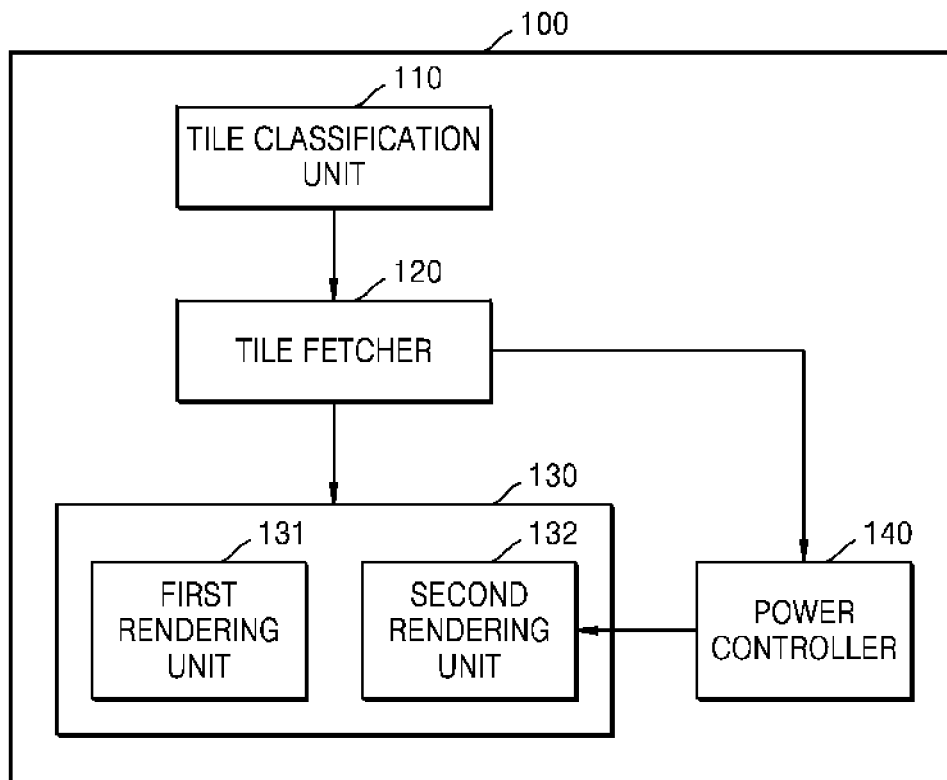 100
110
TILE CLASSIFICATION
UNIT
120
TILE FETCHER
130
131
FIRST
RENDERING
UNIT
132
SECOND
RENDERING
UNIT
140
POWER
CONTROLLER